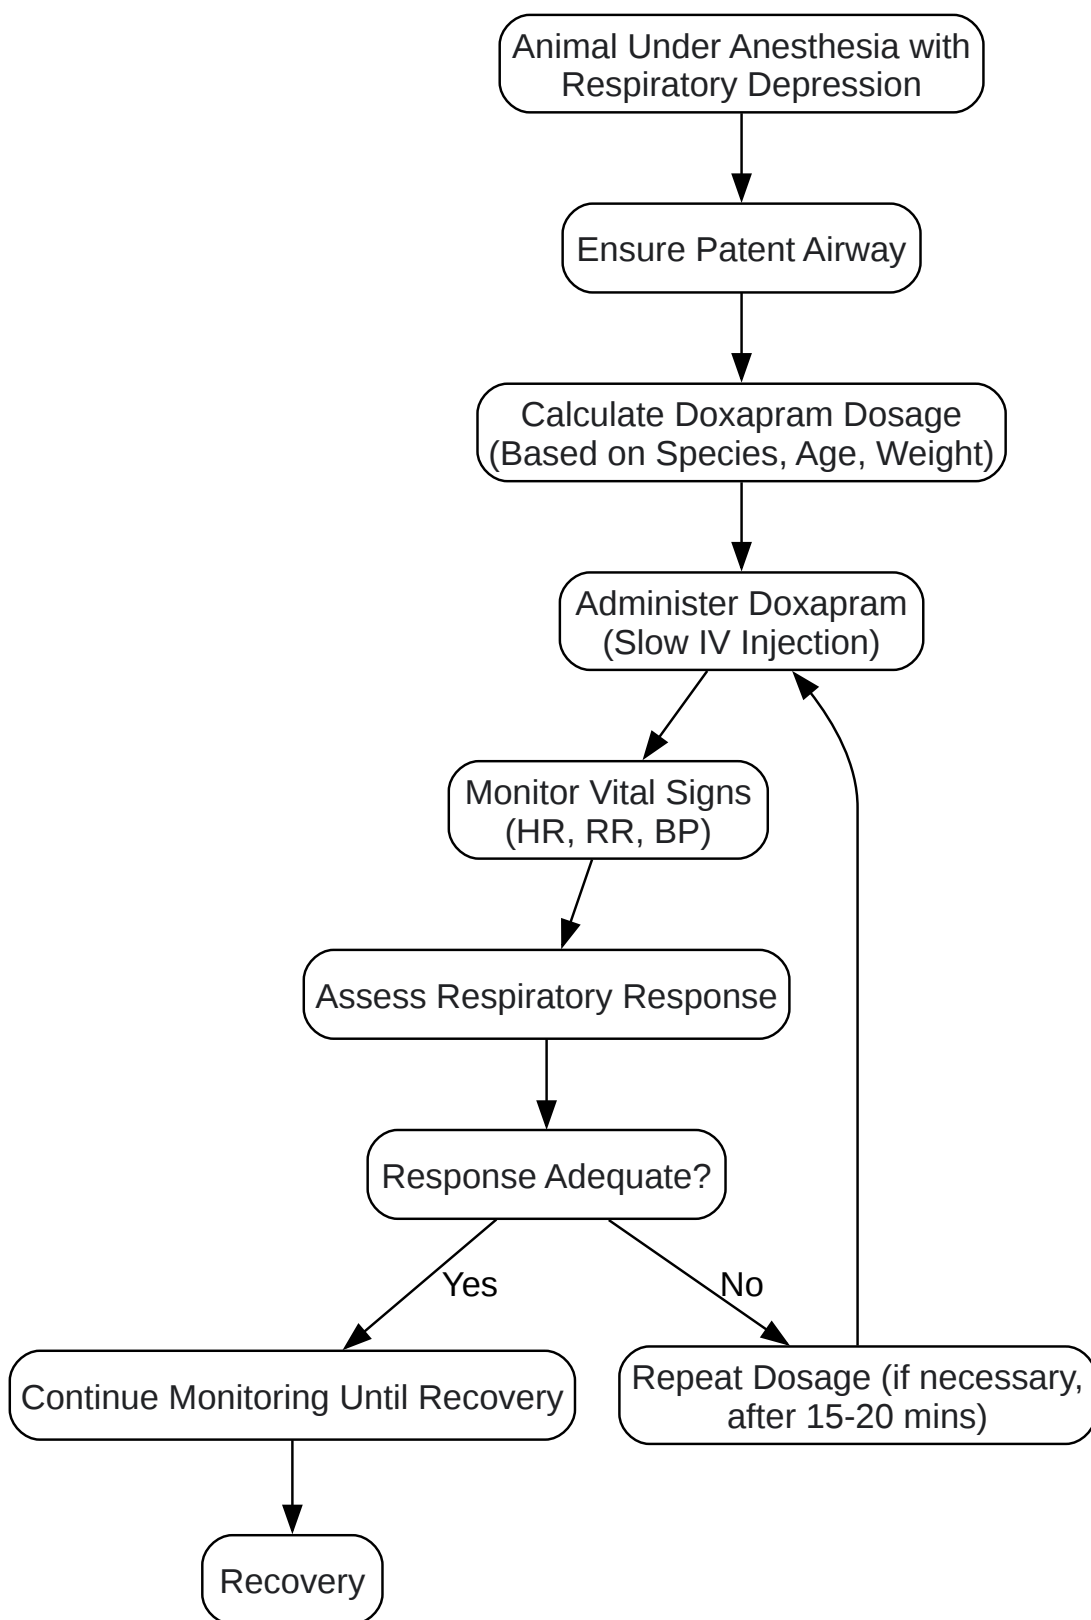 Animal Under Anesthesia with
Respiratory Depression
Ensure Patent Airway
Calculate Doxapram Dosage
(Based on Species, Age, Weight)
Administer Doxapram
(Slow IV Injection)
Monitor Vital Signs
(HR, RR, BP)
Assess Respiratory Response
Response Adequate?
Yes
No
Continue Monitoring Until Recovery
Repeat Dosage (if necessary,
after 15-20 mins)
Recovery